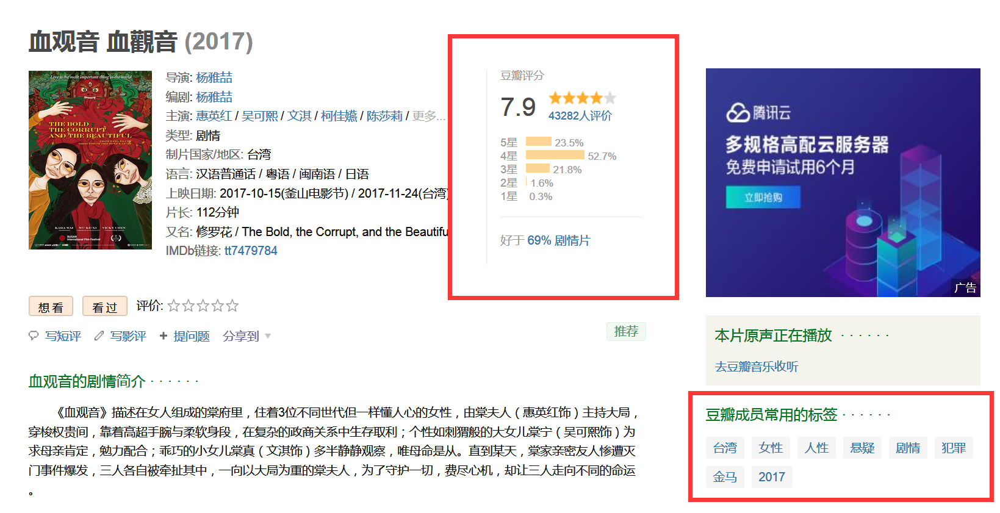 血观音 血觀音 (2017)
Love is the most important thing in the world
THE BOLD
THE CORRUPT
AND THE BEAUTIFUL
KARA WAI WU KE-XI VICKY CHEN
BUSAN
International Film Festival
导演: 杨雅喆
编剧: 杨雅喆
主演: 惠英红 / 吴可熙 / 文淇 / 柯佳嬿 / 陈莎莉 / 更多...
类型: 剧情
制片国家/地区: 台湾
语言: 汉语普通话 / 粤语 / 闽南语 / 日语
上映日期: 2017-10-15(釜山电影节) / 2017-11-24(台湾)
片长: 112分钟
又名: 修罗花 / The Bold, the Corrupt, and the Beautifu
IMDb链接: tt7479784
豆瓣评分
7.9
43282人评价
5星 23.5%
4星 52.7%
3星 21.8%
2星 1.6%
1星 0.3%
好于 69% 剧情片
想看 看过 评价:
写短评 写影评 + 提问题 分享到
推荐
血观音的剧情简介 · · · · · ·
《血观音》描述在女人组成的棠府里，住着3位不同世代但一样懂人心的女性，由棠夫人（惠英红饰）主持大局，
穿梭权贵间，靠着高超手腕与柔软身段，在复杂的政商关系中生存取利；个性如刺猬般的大女儿棠宁（吴可熙饰）为
求母亲肯定，勉力配合；乖巧的小女儿棠真（文淇饰）多半静静观察，唯母命是从。直到某天，棠家亲密友人惨遭灭
门事件爆发，三人各自被牵扯其中，一向以大局为重的棠夫人，为了守护一切，费尽心机，却让三人走向不同的命运
。
腾讯云
多规格高配云服务器
免费申请试用6个月
立即抢购
广告
本片原声正在播放 · · · · · ·
去豆瓣音乐收听
豆瓣成员常用的标签 · · · · · ·
台湾 女性 人性 悬疑 剧情 犯罪
金马 2017